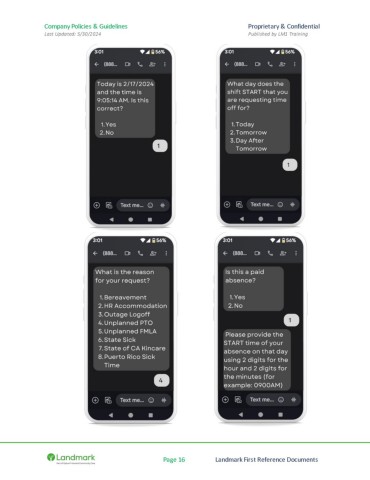 Company Policies & Guidelines
Proprietary & Confidential
Last Updated: 5/30/2024
Published by LMI Training
3:01
56%
(888...
Today is 2/17/2024
and the time is
9:05:14 AM. Is this
correct?
1. Yes
2. No
1
Text me...
3:01
56%
(888...
What day does the
shift START that you
are requesting time
off for?
1. Today
2. Tomorrow
3. Day After
Tomorrow
1
Text me...
3:01
56%
(888...
What is the reason
for your request?
1. Bereavement
2. HR Accommodation
3. Outage Logoff
4. Unplanned PTO
5. Unplanned FMLA
6. State Sick
7. State of CA Kincare
8. Puerto Rico Sick
Time
4
Text me...
3:01
56%
(888...
Is this a paid
absence?
1. Yes
2. No
1
Please provide the
START time of your
absence on that day
using 2 digits for the
hour and 2 digits for
the minutes (for
example: 0900AM)
Text me...
Landmark
Page 16
Landmark First Reference Documents